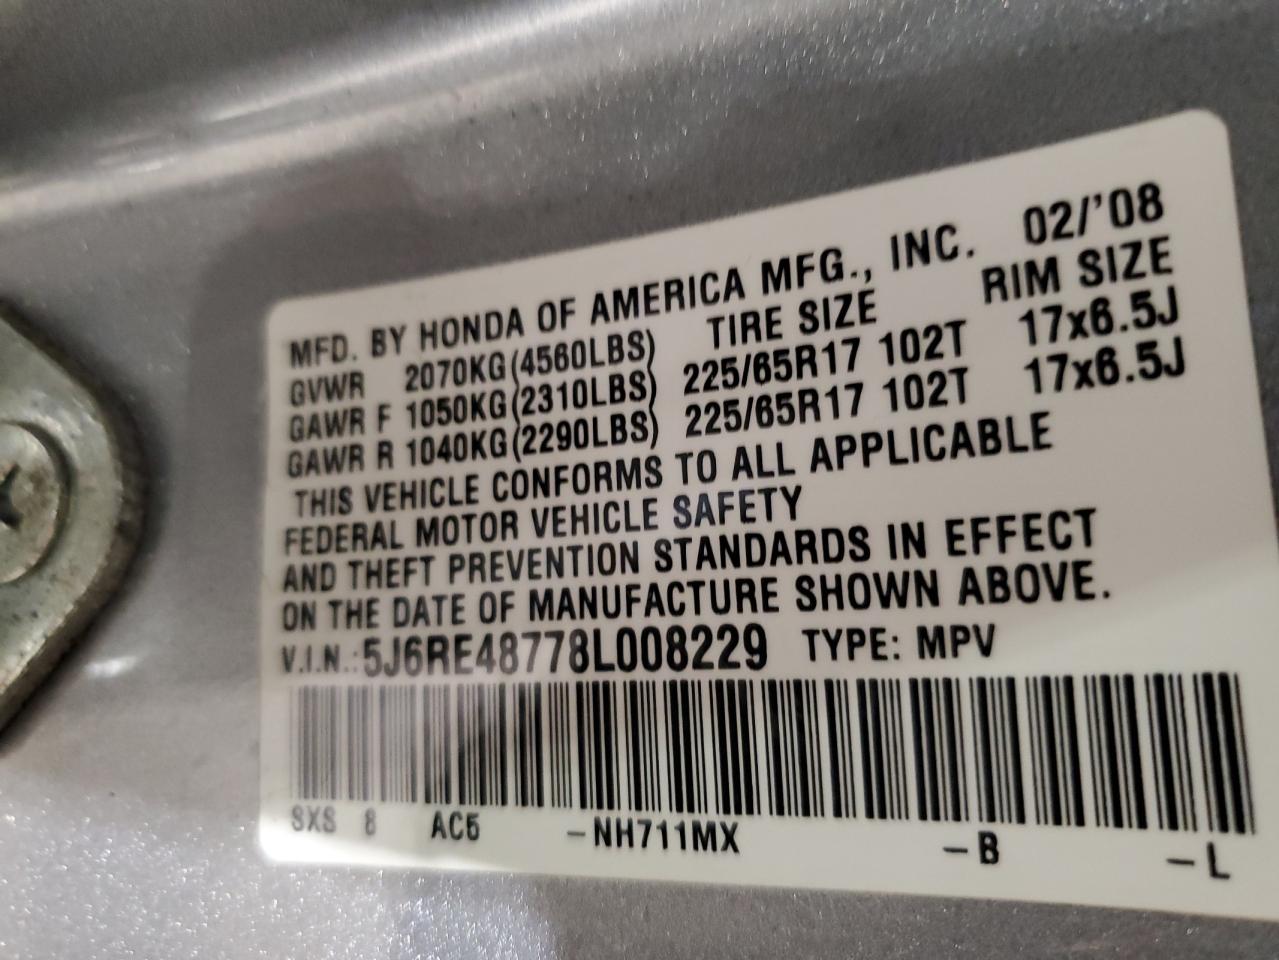 MFD. BY HONDA OF AMERICA MFG., INC. 02/'08
TIRE SIZE RIM SIZE
GVWR 2070KG(4560LBS)
GAWR F 1050KG(2310LBS) 225/65R17 102T 17x6.5J
GAWR R 1040KG(2290LBS) 225/65R17 102T 17x6.5J
THIS VEHICLE CONFORMS TO ALL APPLICABLE
FEDERAL MOTOR VEHICLE SAFETY
AND THEFT PREVENTION STANDARDS IN EFFECT
ON THE DATE OF MANUFACTURE SHOWN ABOVE.
V.I.N.:5J6RE48778L008229 TYPE: MPV
SXS 8 AC5 -NH711MX -B -L